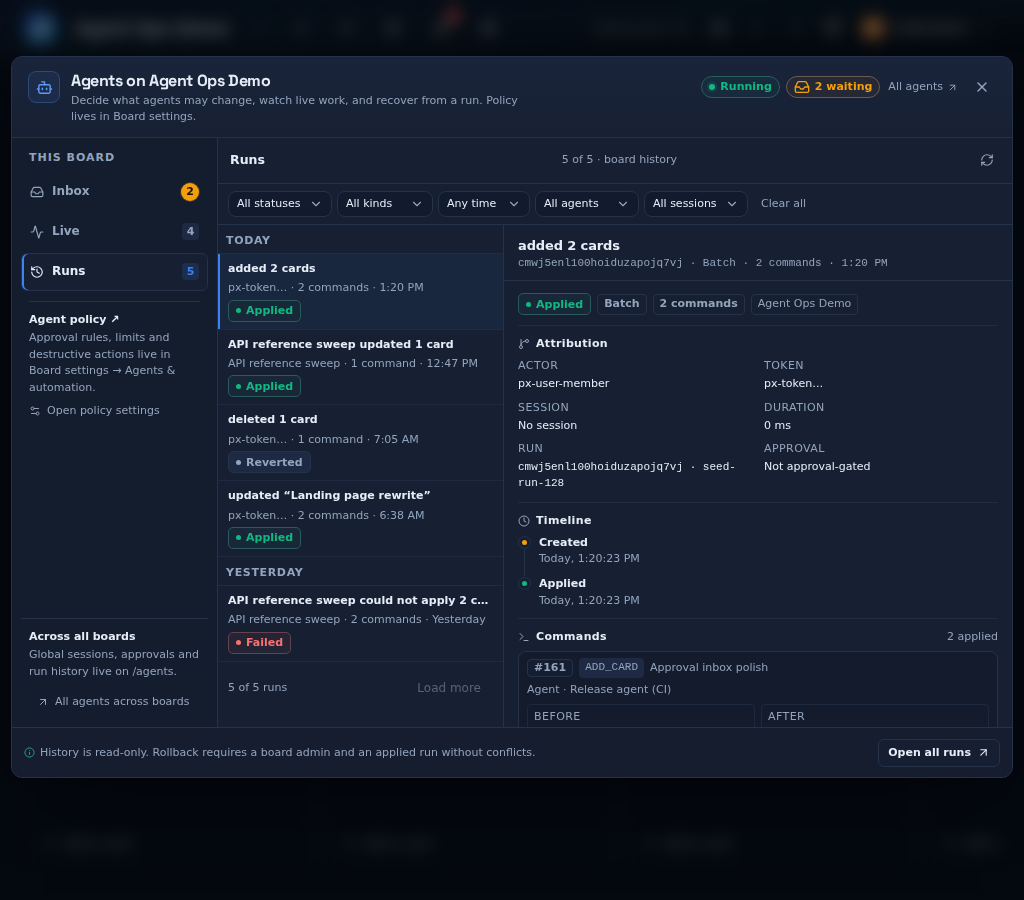 Agents on Agent Ops Demo
Decide what agents may change, watch live work, and recover from a run. Policy
lives in Board settings.
Running
2 waiting
All agents
THIS BOARD
Inbox 2
Live 4
Runs 5
Agent policy ↗
Approval rules, limits and
destructive actions live in
Board settings → Agents &
automation.
Open policy settings
Across all boards
Global sessions, approvals and
run history live on /agents.
All agents across boards
Runs
5 of 5 · board history
All statuses
All kinds
Any time
All agents
All sessions
Clear all
TODAY
added 2 cards
px-token… · 2 commands · 1:20 PM
Applied
API reference sweep updated 1 card
API reference sweep · 1 command · 12:47 PM
Applied
deleted 1 card
px-token… · 1 command · 7:05 AM
Reverted
updated “Landing page rewrite”
px-token… · 2 commands · 6:38 AM
Applied
YESTERDAY
API reference sweep could not apply 2 c…
API reference sweep · 2 commands · Yesterday
Failed
5 of 5 runs
Load more
added 2 cards
cmwj5enl100hoiduzapojq7vj · Batch · 2 commands · 1:20 PM
Applied
Batch
2 commands
Agent Ops Demo
Attribution
ACTOR
px-user-member
TOKEN
px-token…
SESSION
No session
DURATION
0 ms
RUN
cmwj5enl100hoiduzapojq7vj · seed-
run-128
APPROVAL
Not approval-gated
Timeline
Created
Today, 1:20:23 PM
Applied
Today, 1:20:23 PM
Commands
2 applied
#161 ADD_CARD Approval inbox polish
Agent · Release agent (CI)
BEFORE
AFTER
History is read-only. Rollback requires a board admin and an applied run without conflicts.
Open all runs